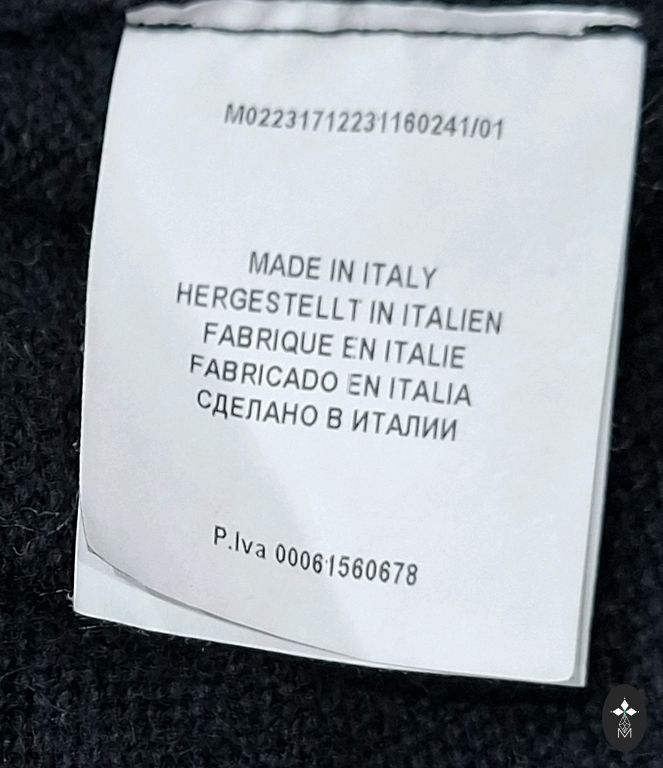 M02231712231160241/01
MADE IN ITALY
HERGESTELLT IN ITALIEN
FABRIQUE EN ITALIE
FABRICADO EN ITALIA
СДЕЛАНО В ИТАЛИИ
P.Iva 00061560678
M